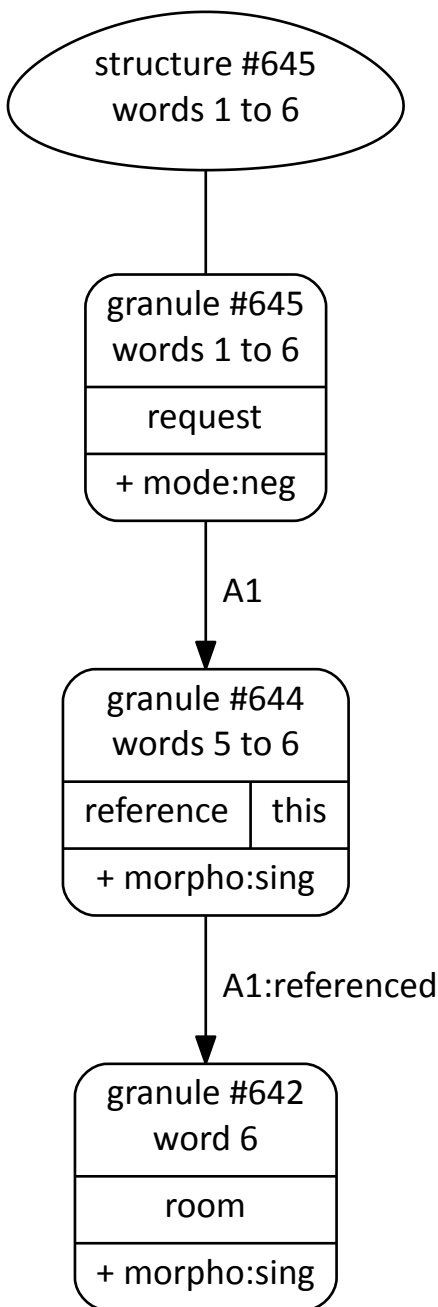 structure #645
words 1 to 6
granule #645
words 1 to 6
request
+ mode:neg
A1
granule #644
words 5 to 6
reference this
+ morpho:sing
A1:referenced
granule #642
word 6
room
+ morpho:sing